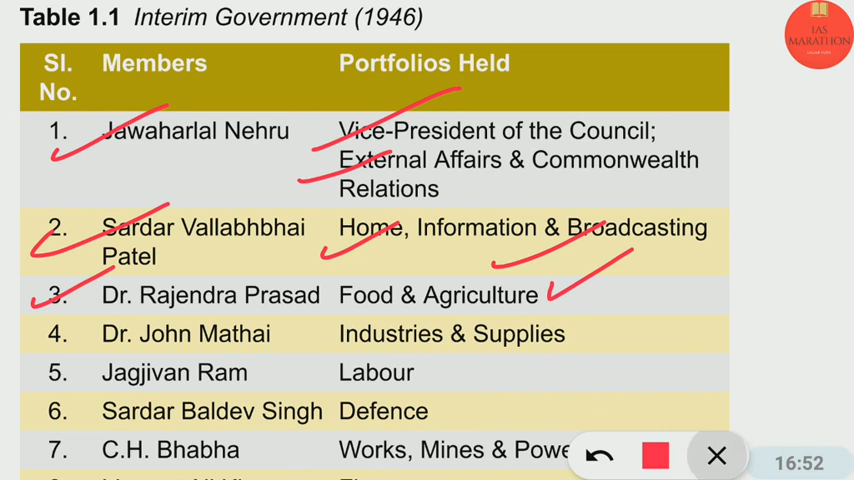 Table 1.1 Interim Government (1946)
IAS
MARATHON
Sl. Members Portfolios Held
No.
1. Jawaharlal Nehru Vice-President of the Council;
External Affairs & Commonwealth
Relations
2. Sardar Vallabhbhai Home, Information & Broadcasting
Patel
3. Dr. Rajendra Prasad Food & Agriculture
4. Dr. John Mathai Industries & Supplies
5. Jagjivan Ram Labour
6. Sardar Baldev Singh Defence
7. C.H. Bhabha Works, Mines &
16:52